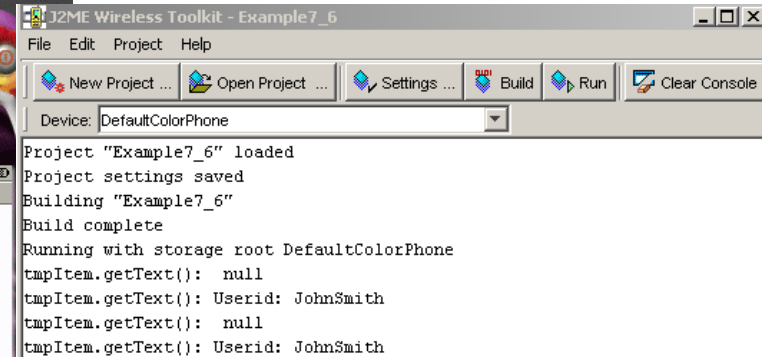 J2ME Wireless Toolkit - Example7_6
File Edit Project Help
New Project ... Open Project ... Settings ... Build Run Clear Console
Device: DefaultColorPhone
Project "Example7_6" loaded
Project settings saved
Building "Example7_6"
Build complete
Running with storage root DefaultColorPhone
tmpItem.getText():  null
tmpItem.getText(): Userid: JohnSmith
tmpItem.getText():  null
tmpItem.getText(): Userid: JohnSmith